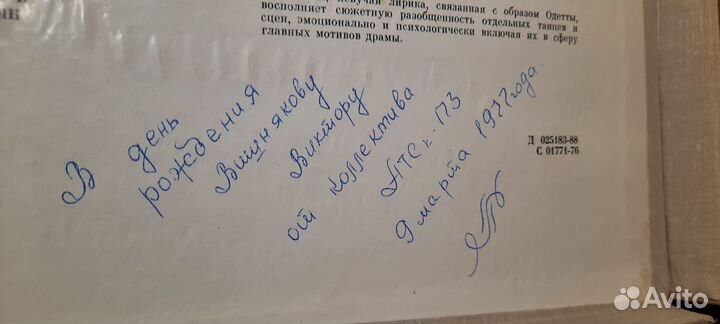 певучая лирика, связанная с образом Одетты,
восполняет сюжетную разобщенность отдельных танцев и
сцен, эмоционально и психологически включая их в сферу
главных мотивов драмы.
В день
рождения
Вишнякову
Виктору
от коллектива
АТСк-173
9 марта 1977 года.
Д 025183-88
С 01771-76
Avito